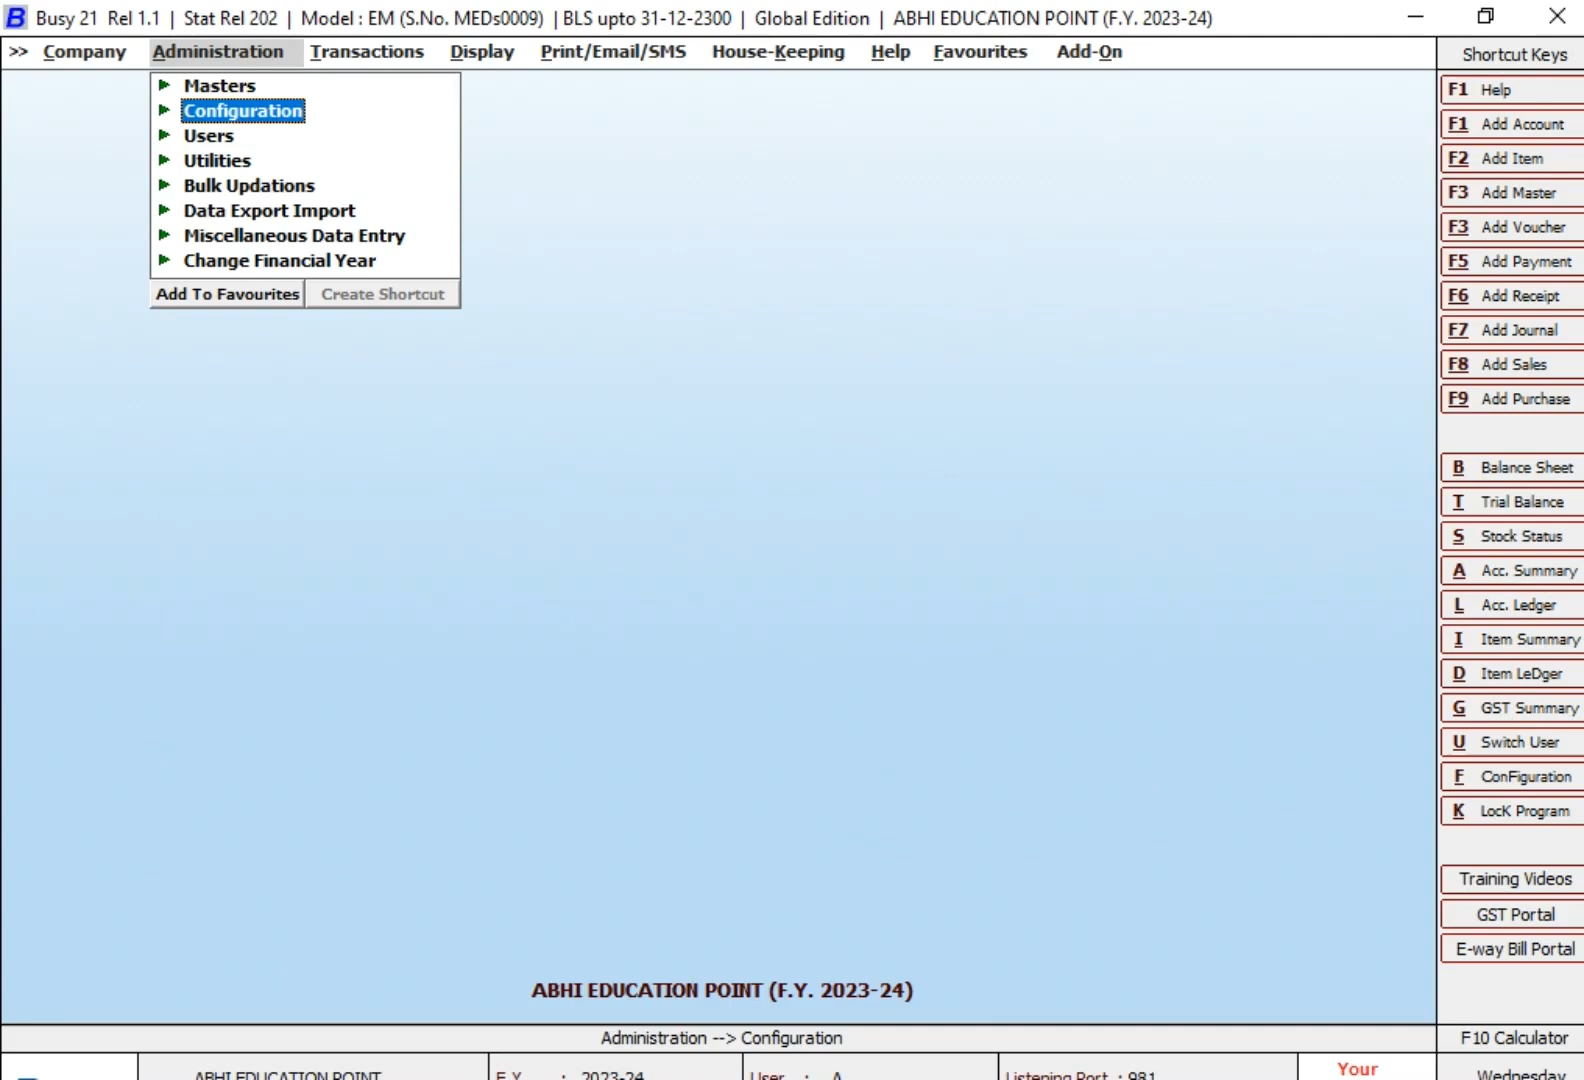 B Busy 21 Rel 1.1 | Stat Rel 202 | Model : EM (S.No. MEDs0009) | BLS upto 31-12-2300 | Global Edition | ABHI EDUCATION POINT (F.Y. 2023-24)
>> Company Administration Transactions Display Print/Email/SMS House-Keeping Help Favourites Add-On
Masters
Configuration
Users
Utilities
Bulk Updations
Data Export Import
Miscellaneous Data Entry
Change Financial Year
Add To Favourites Create Shortcut
Shortcut Keys
F1 Help
F1 Add Account
F2 Add Item
F3 Add Master
F3 Add Voucher
F5 Add Payment
F6 Add Receipt
F7 Add Journal
F8 Add Sales
F9 Add Purchase
B Balance Sheet
T Trial Balance
S Stock Status
A Acc. Summary
L Acc. Ledger
I Item Summary
D Item LeDger
G GST Summary
U Switch User
F ConFiguration
K LocK Program
Training Videos
GST Portal
E-way Bill Portal
ABHI EDUCATION POINT (F.Y. 2023-24)
Administration --> Configuration
F10 Calculator
ABHI EDUCATION POINT F.Y. : 2023-24 User : A Listening Port : 981 Your Wednesday